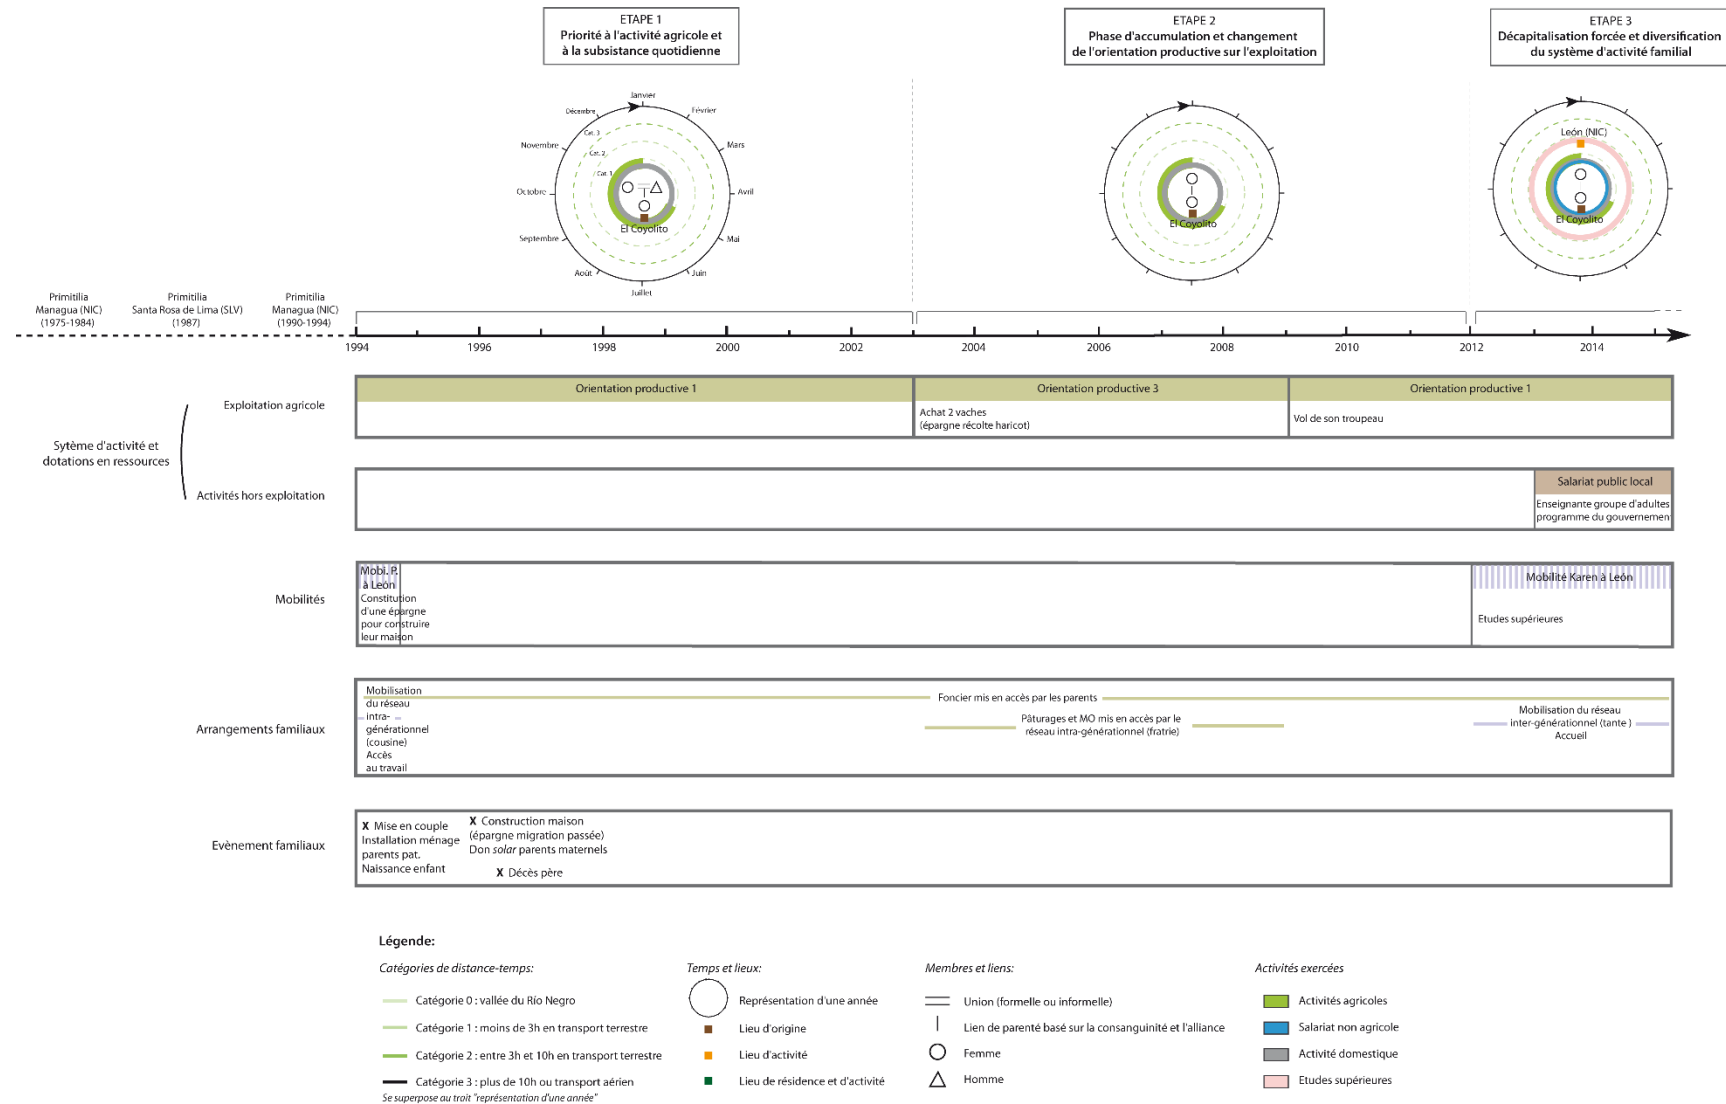 ETAPE 1
Priorité à l'activité agricole et
à la subsistance quotidienne
ETAPE 2
Phase d'accumulation et changement
de l'orientation productive sur l'exploitation
ETAPE 3
Décapitalisation forcée et diversification
du système d'activité familial
Janvier
Février
Mars
Avril
Mai
Juin
Juillet
Août
Septembre
Octobre
Novembre
Décembre
Cat. 3
Cat. 2
Cat. 1
El Coyolito
El Coyolito
León (NIC)
El Coyolito
Primitilia
Managua (NIC)
(1975-1984)
Primitilia
Santa Rosa de Lima (SLV)
(1987)
Primitilia
Managua (NIC)
(1990-1994)
1994
1996
1998
2000
2002
2004
2006
2008
2010
2012
2014
Sytème d'activité et
dotations en ressources
Exploitation agricole
Orientation productive 1
Orientation productive 3
Achat 2 vaches
(épargne récolte haricot)
Orientation productive 1
Vol de son troupeau
Activités hors exploitation
Salariat public local
Enseignante groupe d'adultes
programme du gouvernemen
Mobilités
Mobi. P.
à León
Constitution
d'une épargne
pour construire
leur maison
Mobilité Karen à León
Etudes supérieures
Arrangements familiaux
Mobilisation
du réseau
intra-
générationnel
(cousine)
Accès
au travail
Foncier mis en accès par les parents
Pâturages et MO mis en accès par le
réseau intra-générationnel (fratrie)
Mobilisation du réseau
inter-générationnel (tante )
Accueil
Evènement familiaux
X Mise en couple
Installation ménage
parents pat.
Naissance enfant
X Construction maison
(épargne migration passée)
Don solar parents maternels
X Décès père
Légende:
Catégories de distance-temps:
Catégorie 0 : vallée du Río Negro
Catégorie 1 : moins de 3h en transport terrestre
Catégorie 2 : entre 3h et 10h en transport terrestre
Catégorie 3 : plus de 10h ou transport aérien
Se superpose au trait "représentation d'une année"
Temps et lieux:
Représentation d'une année
Lieu d'origine
Lieu d'activité
Lieu de résidence et d'activité
Membres et liens:
Union (formelle ou informelle)
Lien de parenté basé sur la consanguinité et l'alliance
Femme
Homme
Activités exercées
Activités agricoles
Salariat non agricole
Activité domestique
Etudes supérieures